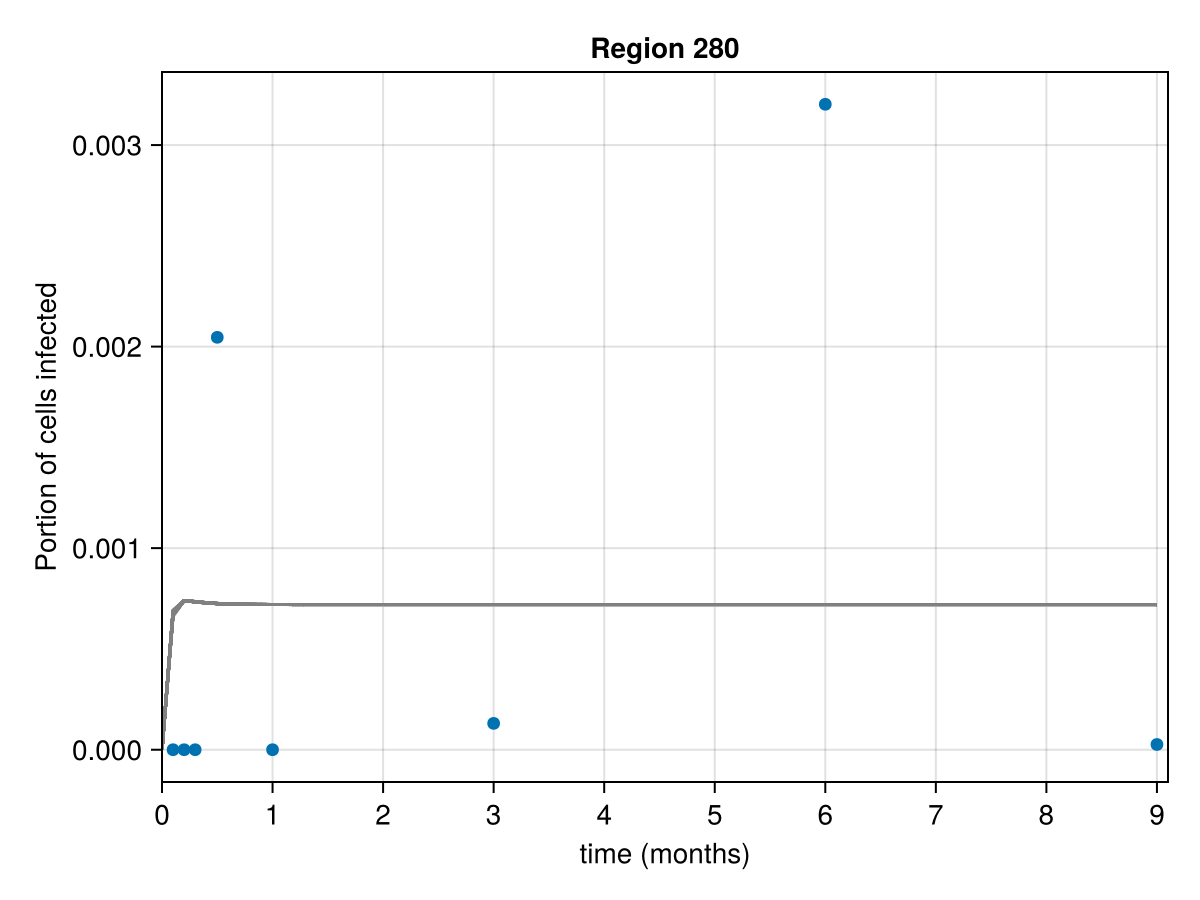 Region 280
Portion of cells infected
0.003
0.002
0.001
0.000
0 1 2 3 4 5 6 7 8 9
time (months)